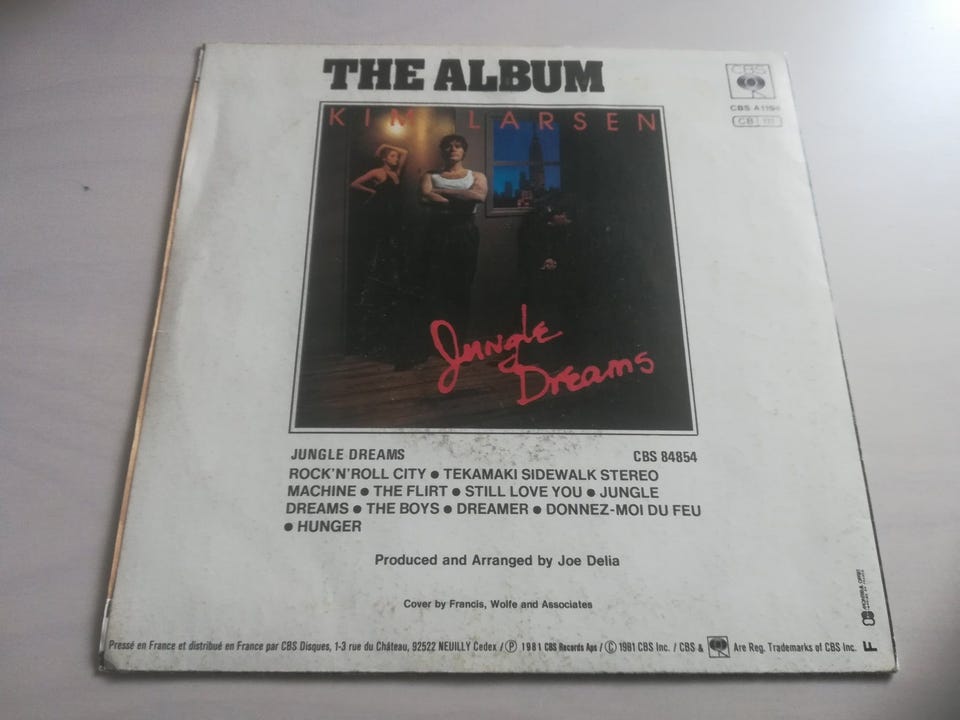 THE ALBUM
CBS
CBS A1194
CB 111
KIM LARSEN
Jungle
Dreams
JUNGLE DREAMS CBS 84854
ROCK'N'ROLL CITY ● TEKAMAKI SIDEWALK STEREO
MACHINE ● THE FLIRT ● STILL LOVE YOU ● JUNGLE
DREAMS ● THE BOYS ● DREAMER ● DONNEZ-MOI DU FEU
● HUNGER
Produced and Arranged by Joe Delia
Cover by Francis, Wolfe and Associates
Pressé en France et distribué en France par CBS Disques, 1-3 rue du Château, 92522 NEUILLY Cedex / Ⓟ 1981 CBS Records Aps / © 1981 CBS Inc. / CBS & Are Reg. Trademarks of CBS Inc.